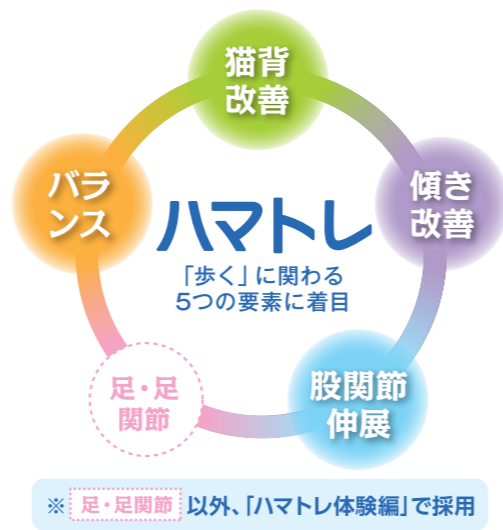 猫背
改善
バラ
ンス
傾き
改善
ハマトレ
「歩く」に関わる
5つの要素に着目
足・足
関節
股関節
伸展
※ 足・足関節 以外、「ハマトレ体験編」で採用